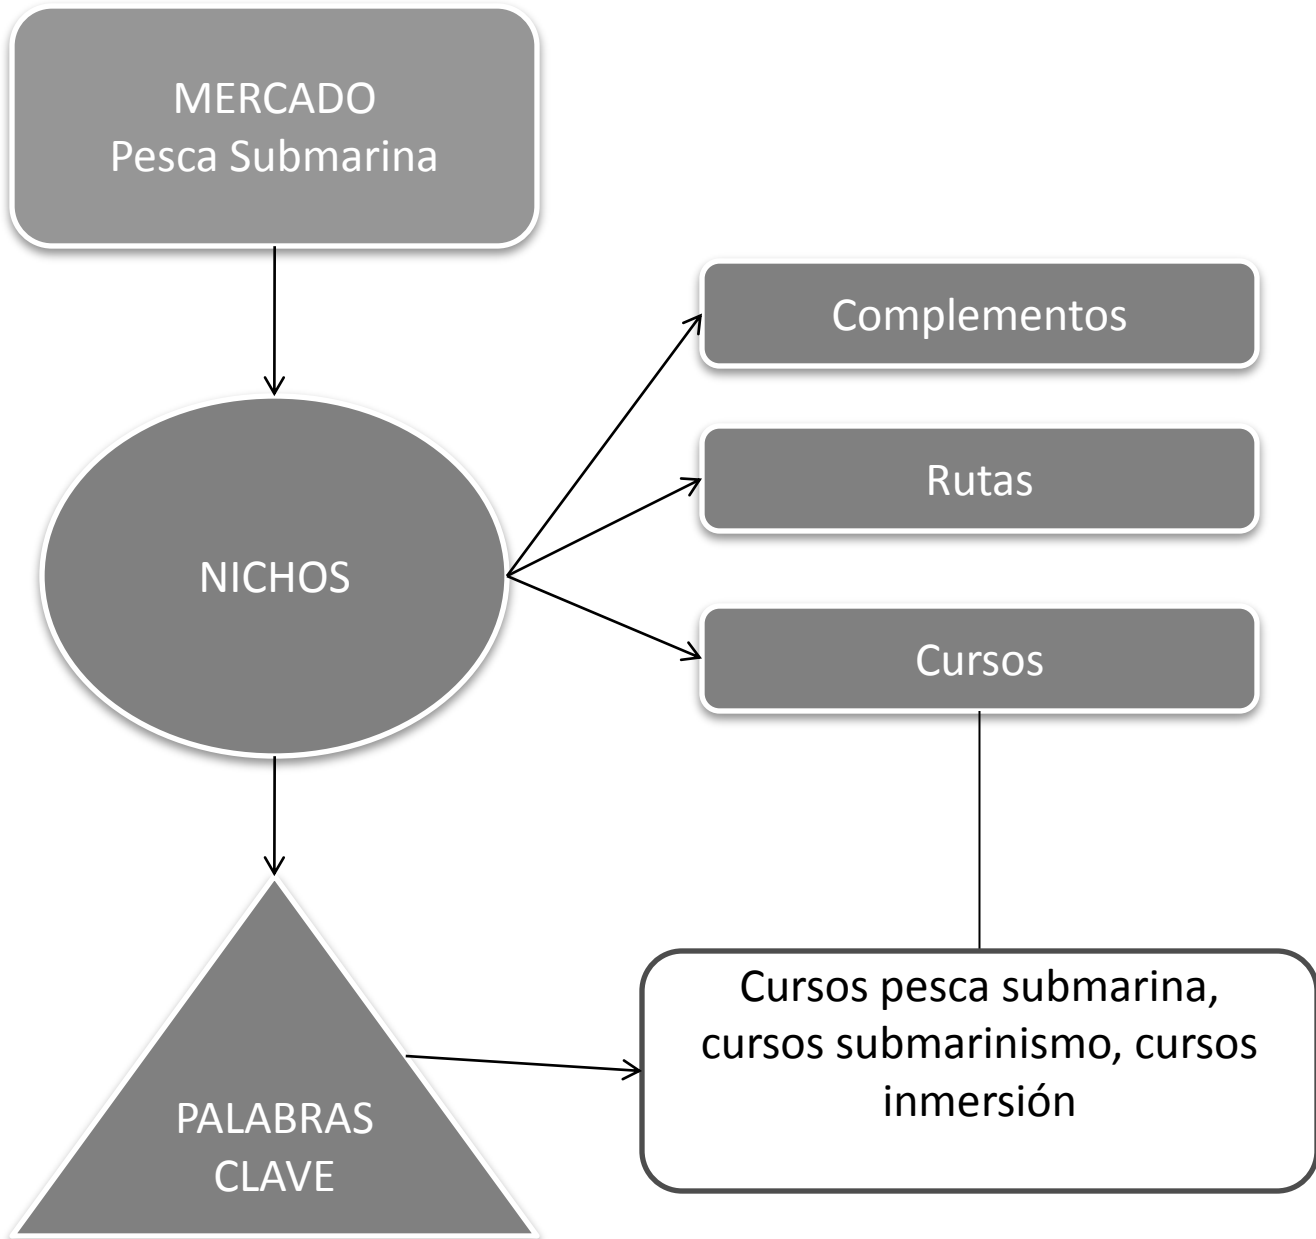 MERCADO
Pesca Submarina
Complementos
Rutas
NICHOS
Cursos
Cursos pesca submarina,
cursos submarinismo, cursos
inmersión
PALABRAS
CLAVE